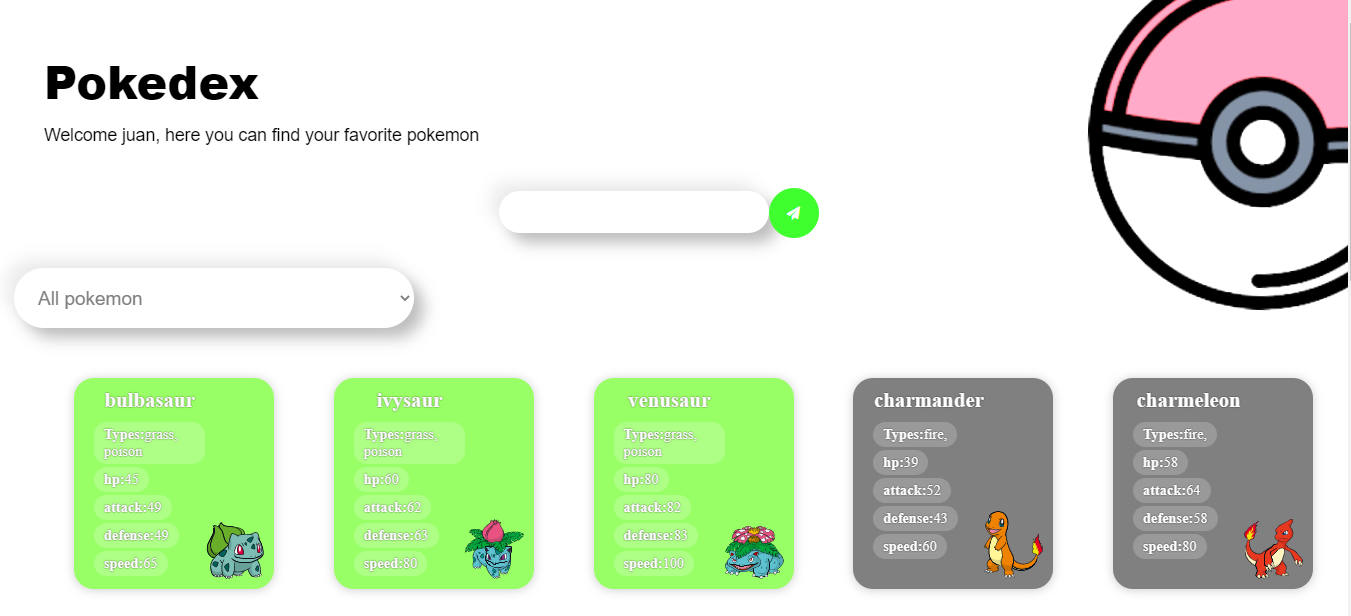 Pokedex
Welcome juan, here you can find your favorite pokemon
All pokemon
bulbasaur
Types:grass,
poison
hp:45
attack:49
defense:49
speed:65
ivysaur
Types:grass,
poison
hp:60
attack:62
defense:63
speed:80
venusaur
Types:grass,
poison
hp:80
attack:82
defense:83
speed:100
charmander
Types:fire,
hp:39
attack:52
defense:43
speed:60
charmeleon
Types:fire,
hp:58
attack:64
defense:58
speed:80